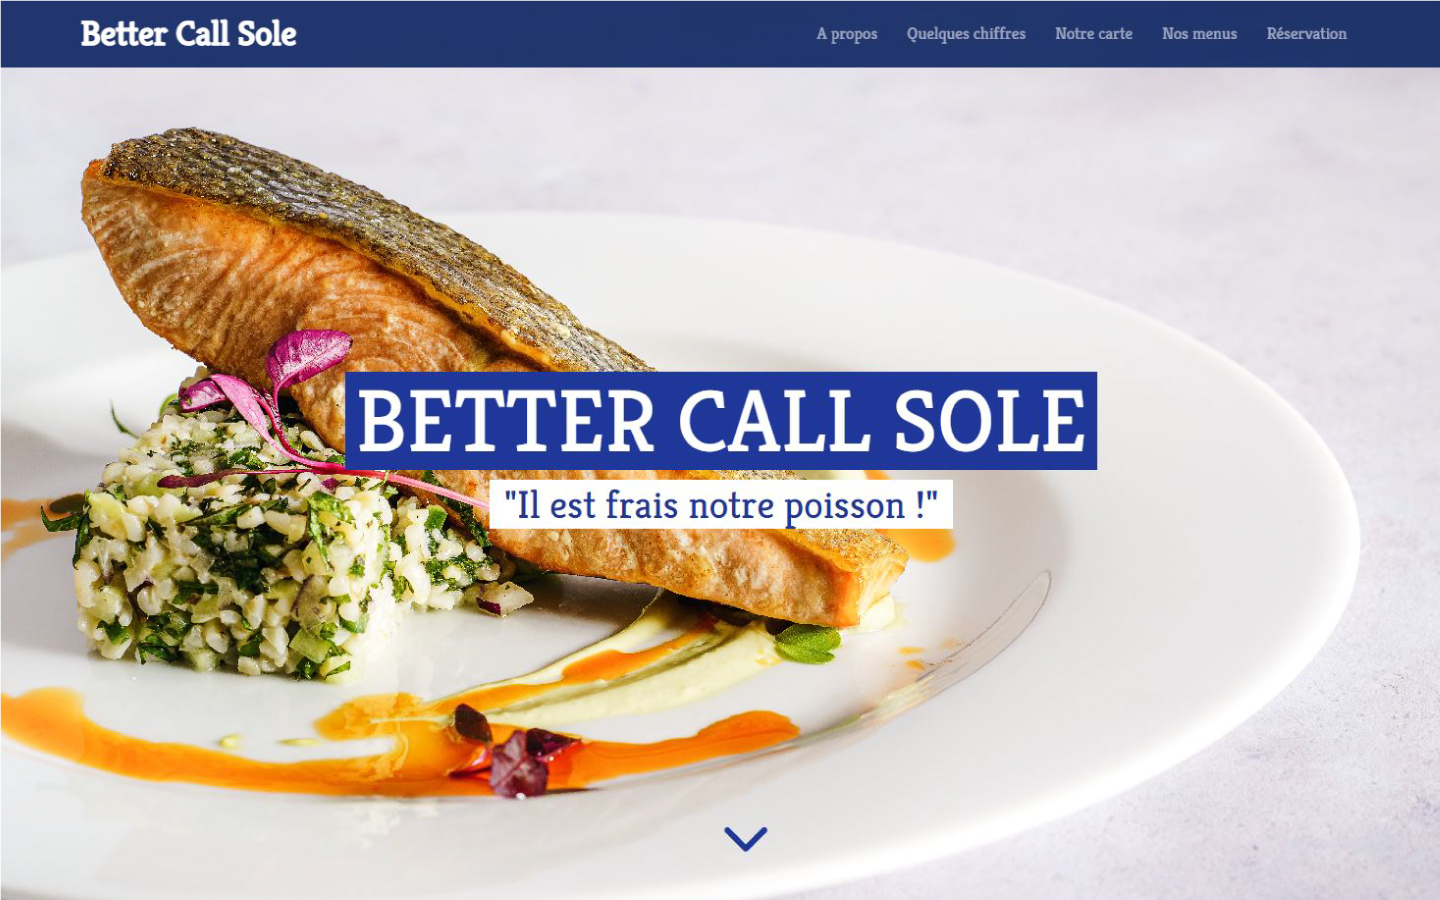 Better Call Sole
A propos Quelques chiffres Notre carte Nos menus Réservation
BETTER CALL SOLE
"Il est frais notre poisson !"